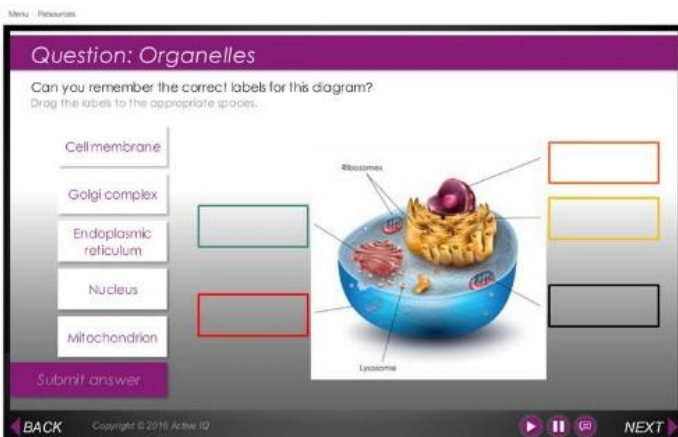 Menu Resources
Question: Organelles
Can you remember the correct labels for this diagram?
Drag the labels to the appropriate spaces.
Cell membrane
Golgi complex
Endoplasmic
reticulum
Nucleus
Mitochondrion
Submit answer
Ribosomes
Lysosome
BACK
Copyright © 2016 Active IQ
NEXT